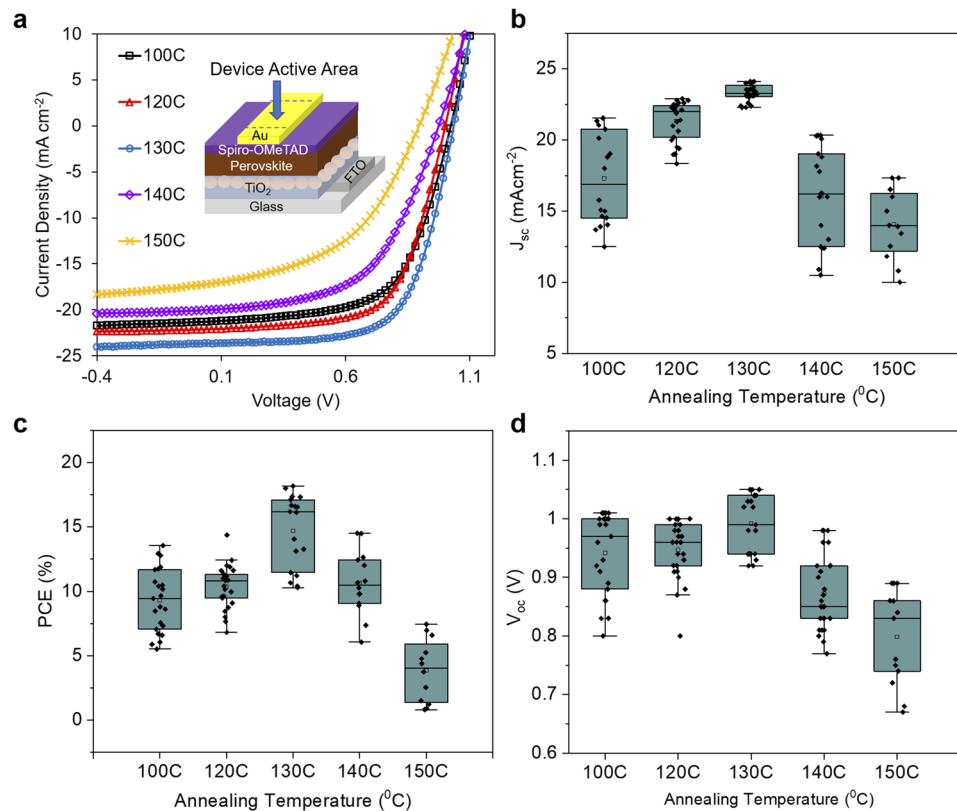 a
10
5
0
-5
-10
-15
-20
-25
-0.4
0.1
0.6
1.1
Current Density (mA cm⁻²)
Voltage (V)
100C
120C
130C
140C
150C
Device Active Area
Au
Spiro-OMeTAD
Perovskite
TiO₂
Glass
FTO
b
25
20
15
10
5
J_sc (mAcm⁻²)
100C
120C
130C
140C
150C
Annealing Temperature (⁰C)
c
20
15
10
5
0
PCE (%)
100C
120C
130C
140C
150C
Annealing Temperature (⁰C)
d
1.1
1
0.9
0.8
0.7
0.6
V_oc (V)
100C
120C
130C
140C
150C
Annealing Temperature (⁰C)